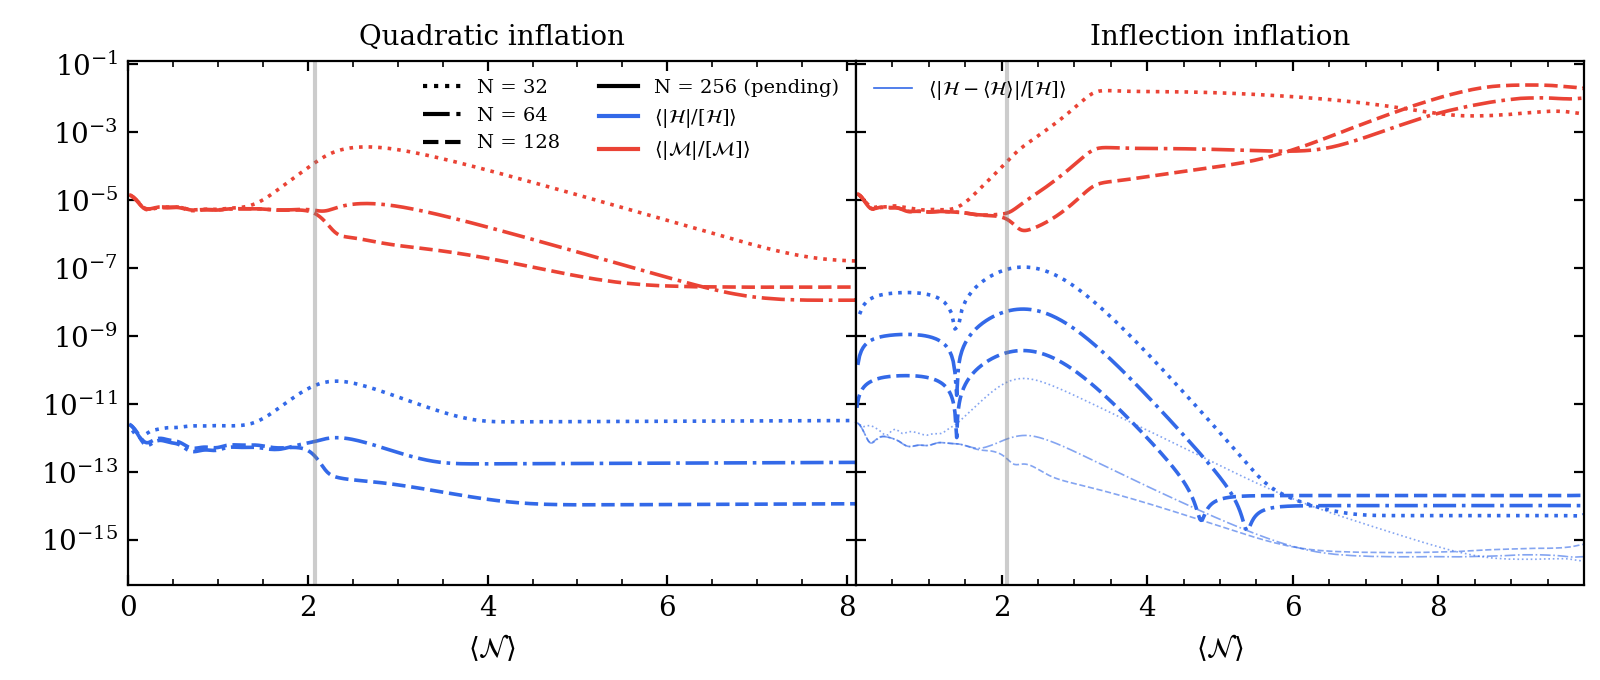 Quadratic inflation
Inflection inflation
10⁻¹
10⁻³
10⁻⁵
10⁻⁷
10⁻⁹
10⁻¹¹
10⁻¹³
10⁻¹⁵
N = 32
N = 64
N = 128
N = 256 (pending)
⟨|ℋ|/[ℋ]⟩
⟨|ℳ|/[ℳ]⟩
⟨|ℋ − ⟨ℋ⟩|/[ℋ]⟩
0 2 4 6 8
2 4 6 8
⟨𝒩⟩
⟨𝒩⟩